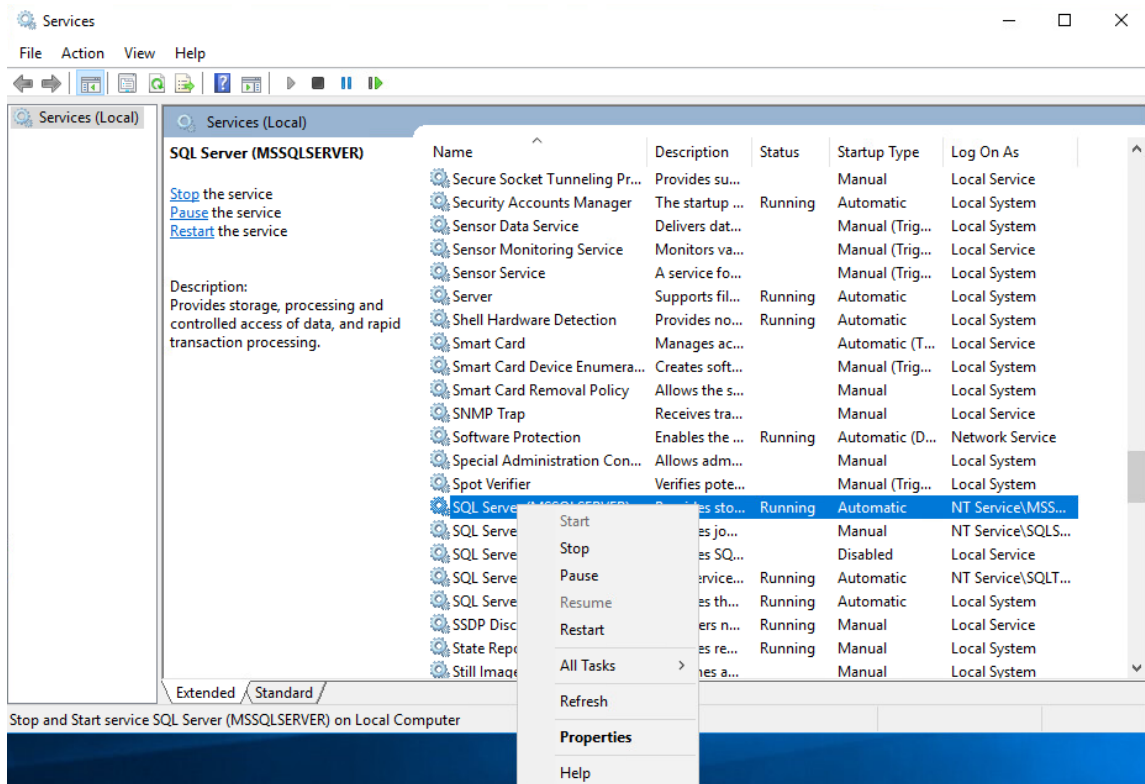 Services
File Action View Help
Services (Local)
Services (Local)
SQL Server (MSSQLSERVER)
Stop the service
Pause the service
Restart the service
Description:
Provides storage, processing and
controlled access of data, and rapid
transaction processing.
Name Description Status Startup Type Log On As
Secure Socket Tunneling Pr... Provides su... Manual Local Service
Security Accounts Manager The startup ... Running Automatic Local System
Sensor Data Service Delivers dat... Manual (Trig... Local System
Sensor Monitoring Service Monitors va... Manual (Trig... Local Service
Sensor Service A service fo... Manual (Trig... Local System
Server Supports fil... Running Automatic Local System
Shell Hardware Detection Provides no... Running Automatic Local System
Smart Card Manages ac... Automatic (T... Local Service
Smart Card Device Enumera... Creates soft... Manual (Trig... Local System
Smart Card Removal Policy Allows the s... Manual Local System
SNMP Trap Receives tra... Manual Local Service
Software Protection Enables the ... Running Automatic (D... Network Service
Special Administration Con... Allows adm... Manual Local System
Spot Verifier Verifies pote... Manual (Trig... Local System
SQL Server (MSSQLSERVER) Provides sto... Running Automatic NT Service\MSS...
SQL Serve es jo... Manual NT Service\SQLS...
SQL Serve es SQ... Disabled Local Service
SQL Serve ervice... Running Automatic NT Service\SQLT...
SQL Serve es th... Running Automatic Local System
SSDP Disc ers n... Running Manual Local Service
State Repo es re... Running Manual Local System
Still Image nes a... Manual Local System
Start
Stop
Pause
Resume
Restart
All Tasks
Refresh
Properties
Help
Extended Standard
Stop and Start service SQL Server (MSSQLSERVER) on Local Computer